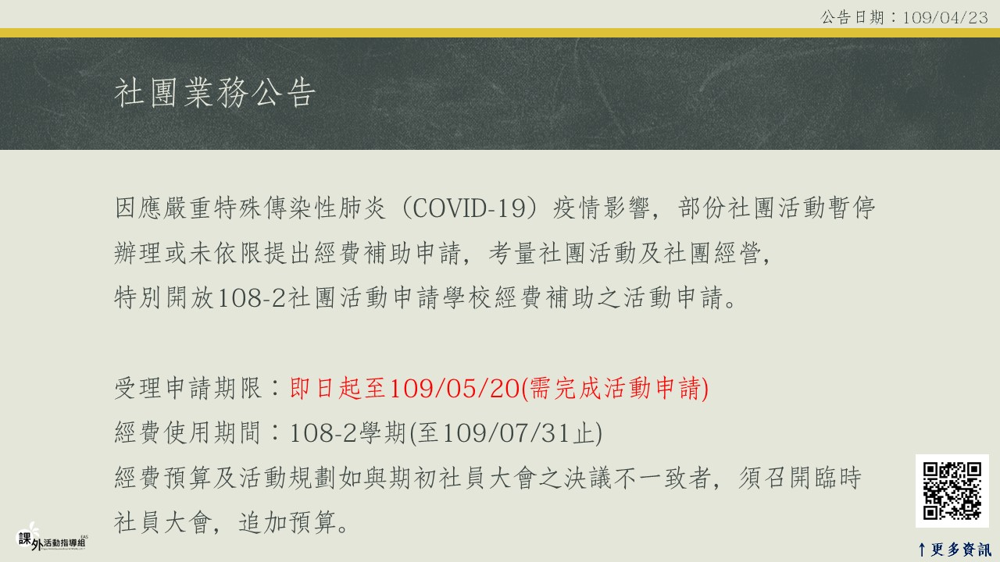 公告日期：109/04/23
社團業務公告
因應嚴重特殊傳染性肺炎（COVID-19）疫情影響，部份社團活動暫停
辦理或未依限提出經費補助申請，考量社團活動及社團經營，
特別開放108-2社團活動申請學校經費補助之活動申請。
受理申請期限：即日起至109/05/20(需完成活動申請)
經費使用期間：108-2學期(至109/07/31止)
經費預算及活動規劃如與期初社員大會之決議不一致者，須召開臨時
社員大會，追加預算。
課外活動指導組
EAS
↑更多資訊